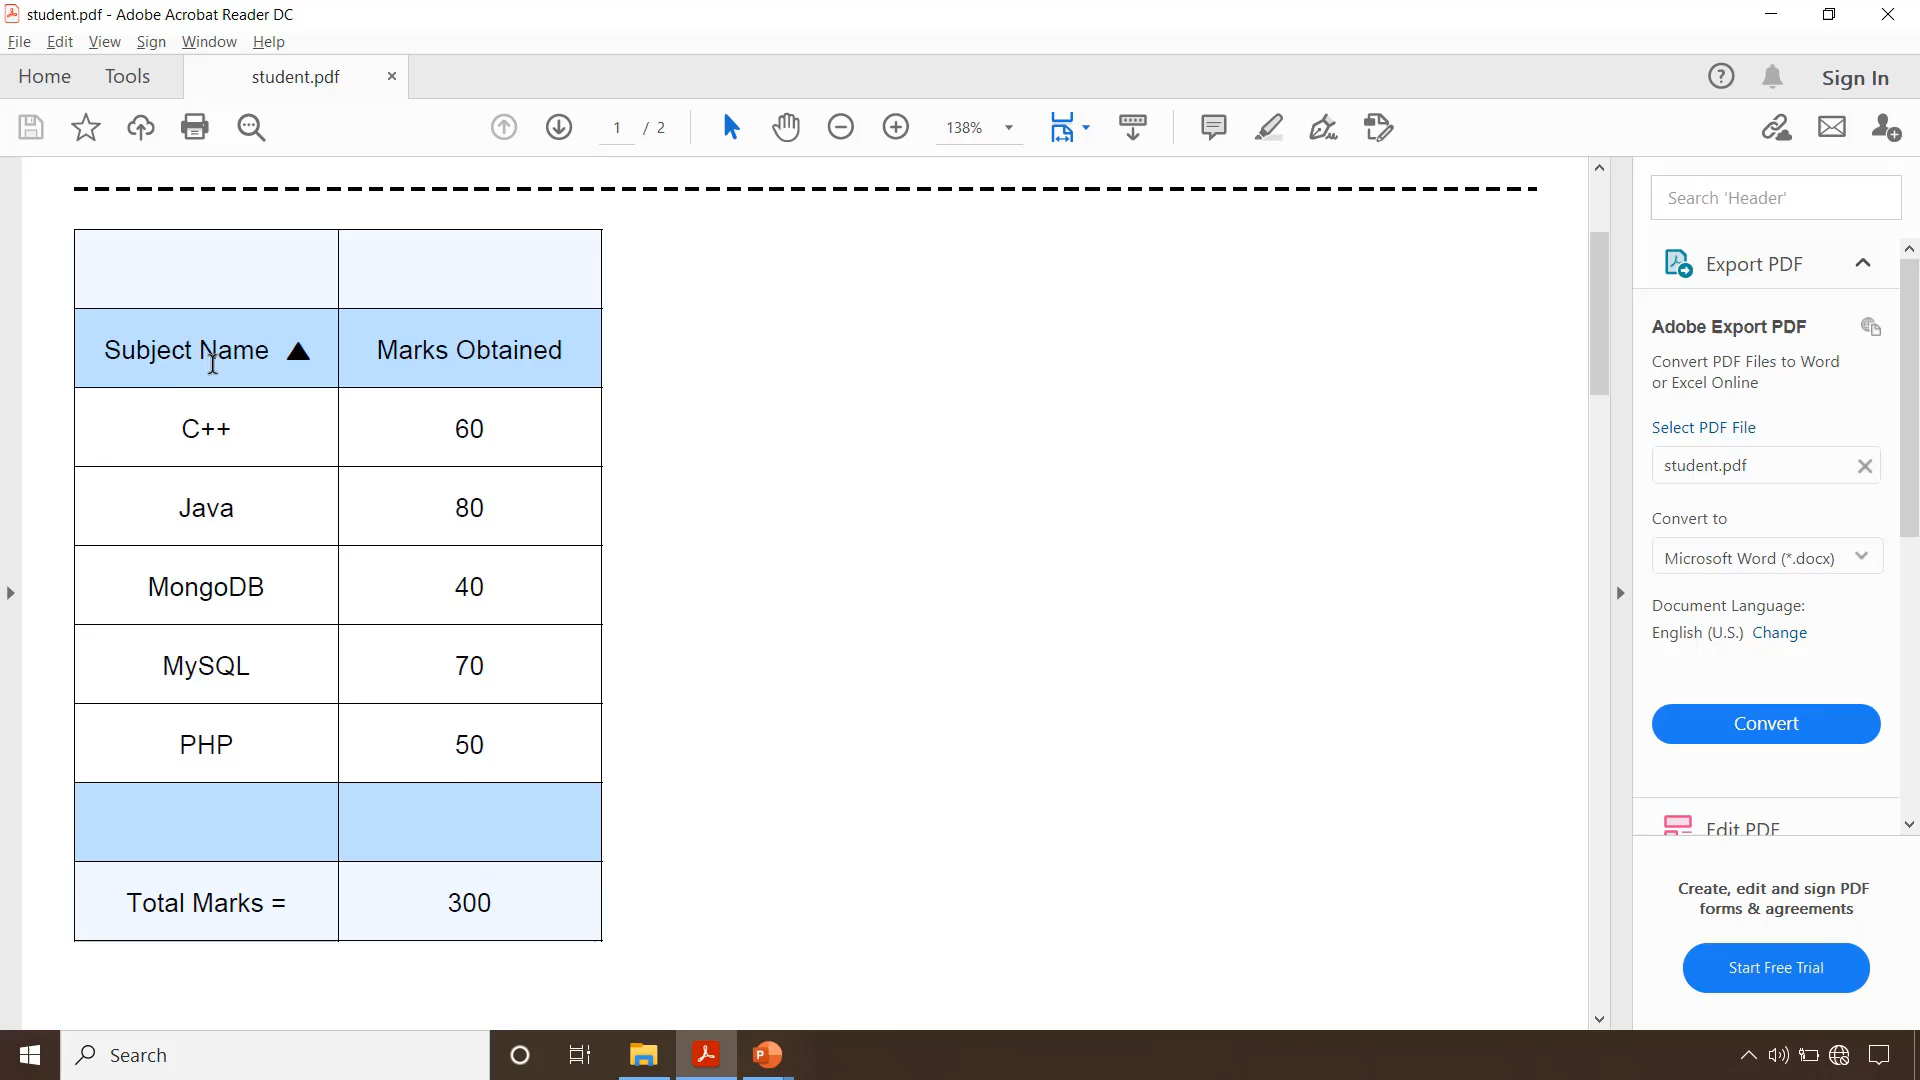 student.pdf - Adobe Acrobat Reader DC
File Edit View Sign Window Help
Home Tools student.pdf Sign In
1 / 2 138%
Search 'Header'
Export PDF
Adobe Export PDF
Convert PDF Files to Word
or Excel Online
Select PDF File
student.pdf
Convert to
Microsoft Word (*.docx)
Document Language:
English (U.S.) Change
Convert
Edit PDF
Create, edit and sign PDF
forms & agreements
Start Free Trial
Subject Name ▲ Marks Obtained
C++ 60
Java 80
MongoDB 40
MySQL 70
PHP 50
Total Marks = 300
Search